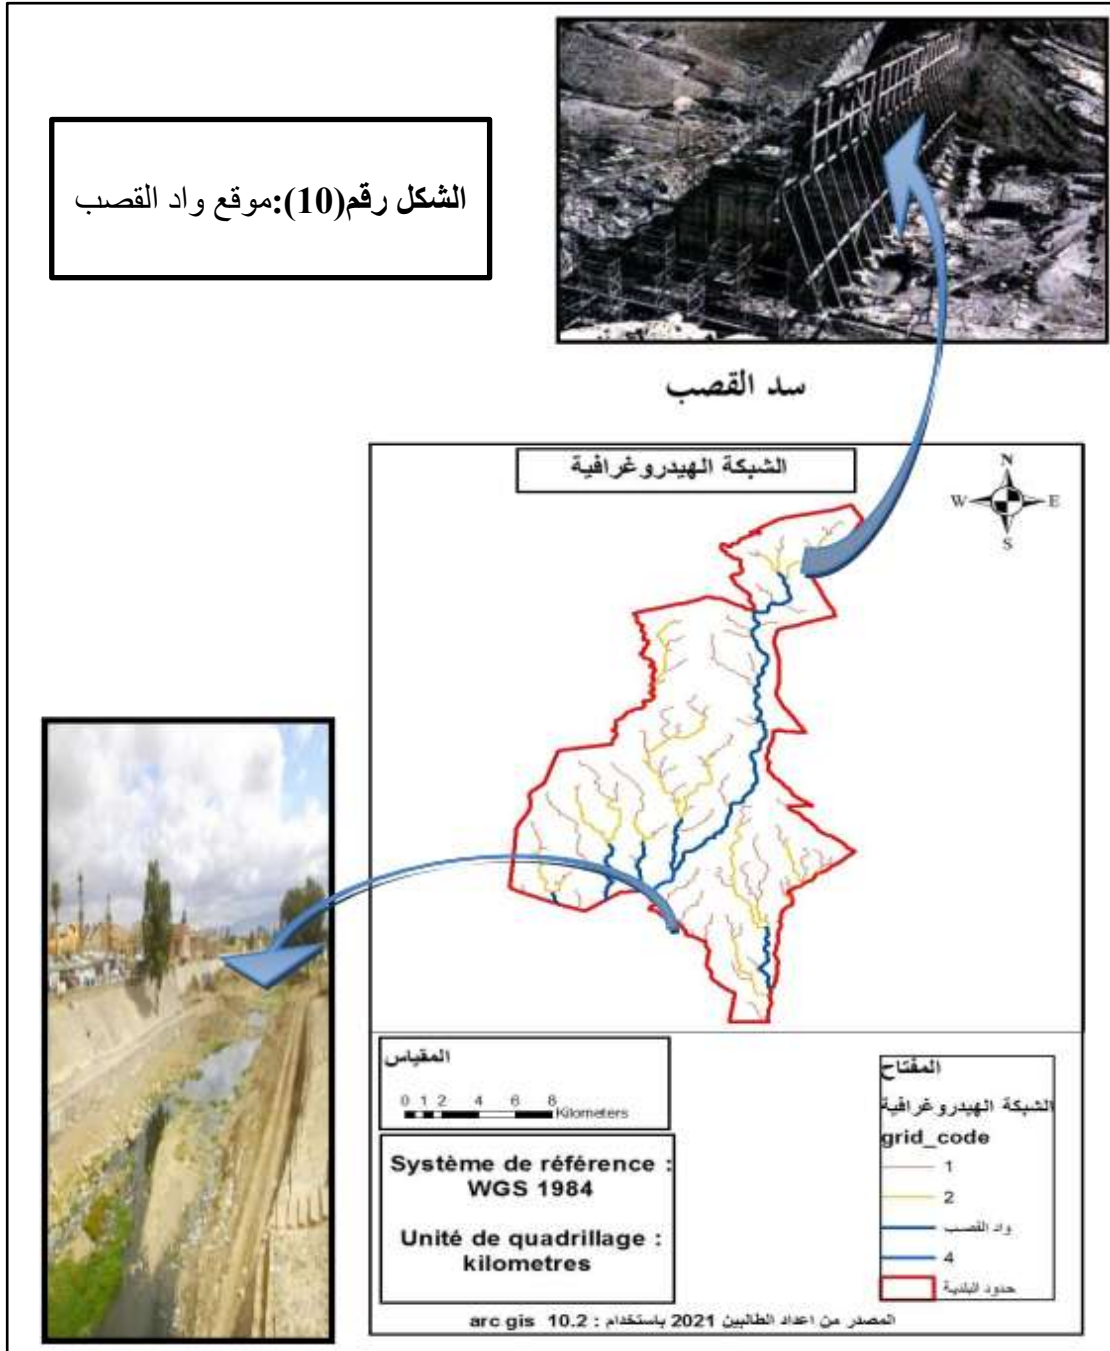 الشكل رقم(10):موقع واد القصب
سد القصب
الشبكة الهيدروغرافية
N
W E
S
المقياس
0 1 2 4 6 8
Kilometers
Système de référence :
WGS 1984
Unité de quadrillage :
kilometres
المفتاح
الشبكة الهيدروغرافية
grid_code
1
2
واد القصب
4
حدود البلدية
المصدر من اعداد الطالبين 2021 باستخدام : arc gis 10.2